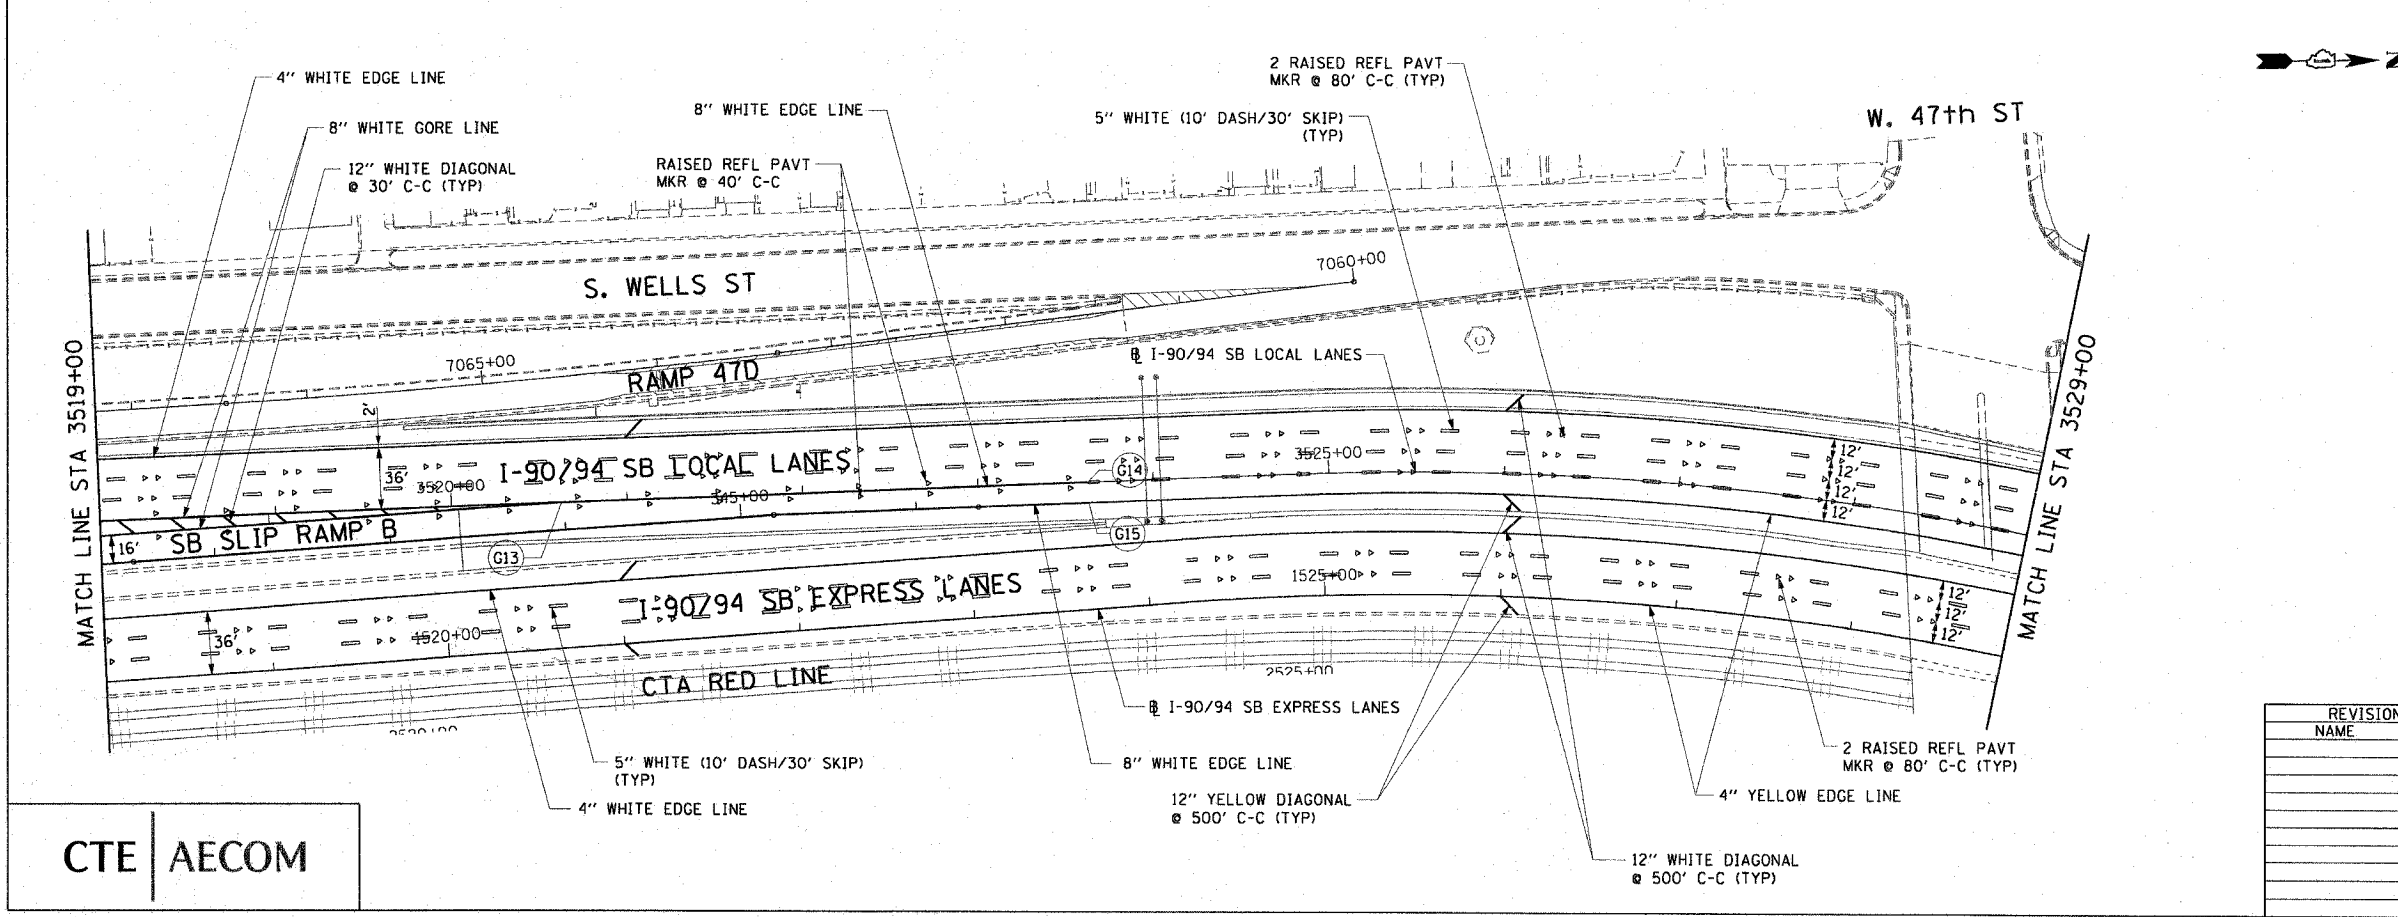 4" WHITE EDGE LINE
8" WHITE GORE LINE
12" WHITE DIAGONAL
@ 30' C-C (TYP)
8" WHITE EDGE LINE
RAISED REFL PAVT
MKR @ 40' C-C
2 RAISED REFL PAVT
MKR @ 80' C-C (TYP)
5" WHITE (10' DASH/30' SKIP)
(TYP)
W. 47th ST
S. WELLS ST
7060+00
7065+00
RAMP 47D
℄ I-90/94 SB LOCAL LANES
MATCH LINE STA 3519+00
MATCH LINE STA 3529+00
2'
36'
I-90/94 SB LOCAL LANES
3520+00
345+00
3525+00
G14
12'
12'
12'
12'
16'
SB SLIP RAMP B
G13
G15
I-90/94 SB EXPRESS LANES
1520+00
1525+00
36'
12'
12'
12'
CTA RED LINE
2525+00
2520+00
℄ I-90/94 SB EXPRESS LANES
5" WHITE (10' DASH/30' SKIP)
(TYP)
4" WHITE EDGE LINE
8" WHITE EDGE LINE
12" YELLOW DIAGONAL
@ 500' C-C (TYP)
2 RAISED REFL PAVT
MKR @ 80' C-C (TYP)
4" YELLOW EDGE LINE
12" WHITE DIAGONAL
@ 500' C-C (TYP)
CTE | AECOM
REVISION
NAME